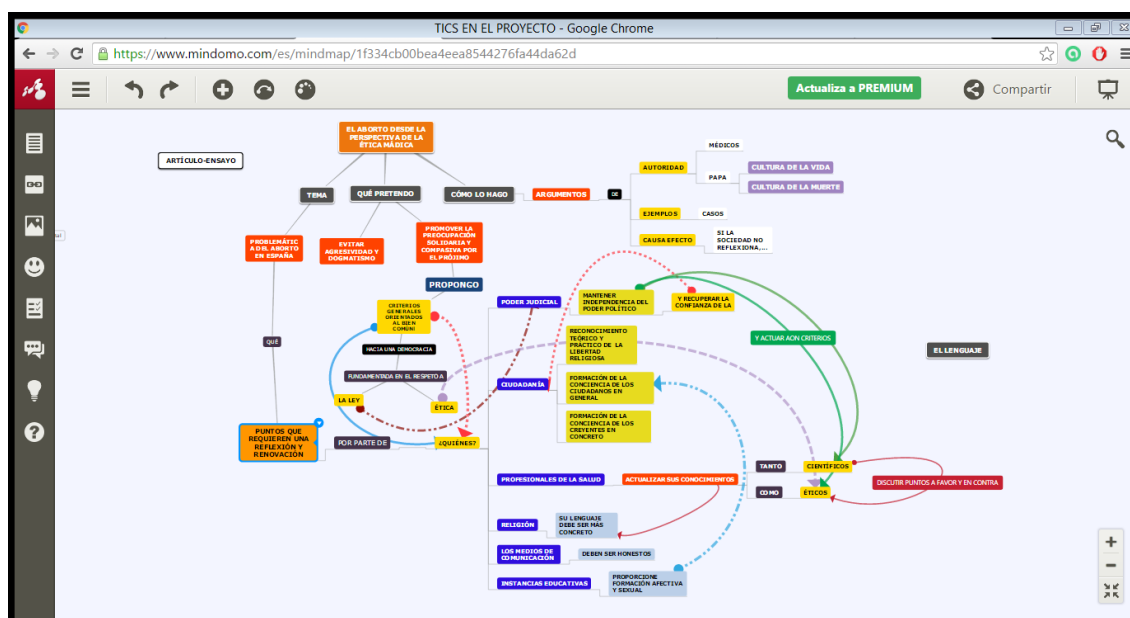 TICS EN EL PROYECTO - Google Chrome
https://www.mindomo.com/es/mindmap/1f334cb00bea4eea8544276fa44da62d
Actualiza a PREMIUM
Compartir
ARTÍCULO-ENSAYO
EL ABORTO DESDE LA
PERSPECTIVA DE LA
ÉTICA MÁDICA
TEMA
QUÉ PRETENDO
CÓMO LO HAGO
ARGUMENTOS
DE
AUTORIDAD
MÉDICOS
PAPA
CULTURA DE LA VIDA
CULTURA DE LA MUERTE
EJEMPLOS
CASOS
CAUSA EFECTO
SI LA
SOCIEDAD NO
REFLEXIONA,...
PROBLEMÁTIC
A DEL ABORTO
EN ESPAÑA
EVITAR
AGRESIVIDAD Y
DOGMATISMO
PROMOVER LA
PREOCUPACIÓN
SOLIDARIA Y
COMPASIVA POR
EL PRÓJIMO
PROPONGO
CRITERIOS
GENERALES
ORIENTADOS
AL BIEN
COMÚNI
HACIA UNA DEMOCRACIA
FUNDAMENTADA EN EL RESPETO A
LA LEY
ÉTICA
QUÉ
PUNTOS QUE
REQUIEREN UNA
REFLEXIÓN Y
RENOVACIÓN
POR PARTE DE
¿QUIÉNES?
PODER JUDICIAL
MANTENER
INDEPENDENCIA DEL
PODER POLÍTICO
Y RECUPERAR LA
CONFIANZA DE LA
CIUDADANÍA
RECONOCIMIENTO
TEÓRICO Y
PRÁCTICO DE LA
LIBERTAD
RELIGIOSA
FORMACIÓN DE LA
CONCIENCIA DE LOS
CIUDADANOS EN
GENERAL
FORMACIÓN DE LA
CONCIENCIA DE LOS
CREYENTES EN
CONCRETO
Y ACTUAR AON CRITERIOS
EL LENGUAJE
PROFESIONALES DE LA SALUD
ACTUALIZAR SUS CONOCIMIENTOS
TANTO
CIENTÍFICOS
COMO
ÉTICOS
DISCUTIR PUNTOS A FAVOR Y EN CONTRA
RELIGIÓN
SU LENGUAJE
DEBE SER MÁS
CONCRETO
LOS MEDIOS DE
COMUNICACIÓN
DEBEN SER HONESTOS
INSTANCIAS EDUCATIVAS
PROPORCIONE
FORMACIÓN AFECTIVA
Y SEXUAL